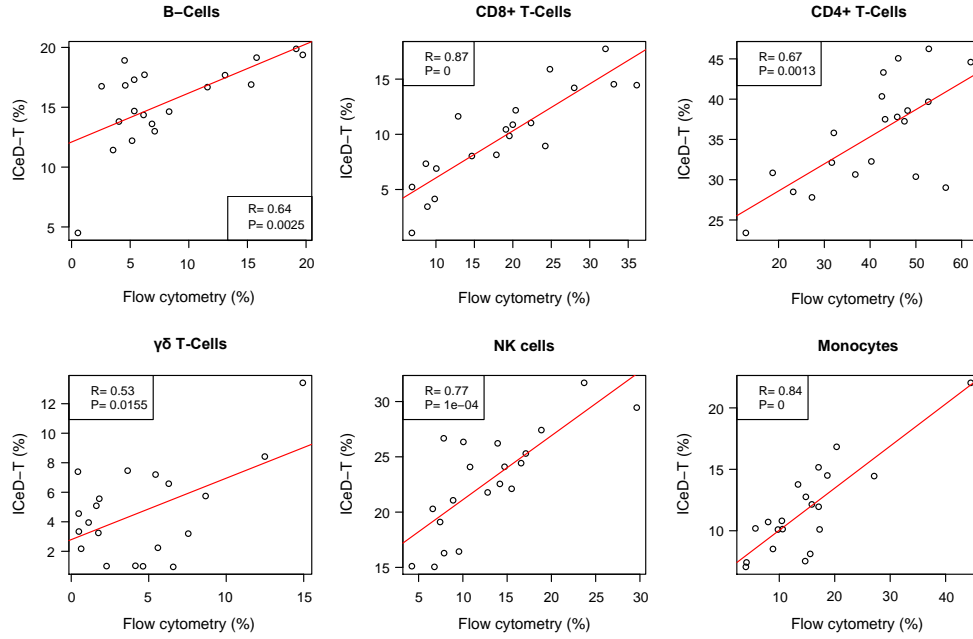 B−Cells
CD8+ T−Cells
CD4+ T−Cells
ICeD−T (%)
20
15
10
5
R= 0.64
P= 0.0025
0 5 10 15 20
Flow cytometry (%)
ICeD−T (%)
15
10
5
R= 0.87
P= 0
10 15 20 25 30 35
Flow cytometry (%)
ICeD−T (%)
45
40
35
30
25
R= 0.67
P= 0.0013
20 30 40 50 60
Flow cytometry (%)
γδ T−Cells
NK cells
Monocytes
ICeD−T (%)
12
10
8
6
4
2
R= 0.53
P= 0.0155
0 5 10 15
Flow cytometry (%)
ICeD−T (%)
30
25
20
15
R= 0.77
P= 1e−04
5 10 15 20 25 30
Flow cytometry (%)
ICeD−T (%)
20
15
10
R= 0.84
P= 0
10 20 30 40
Flow cytometry (%)